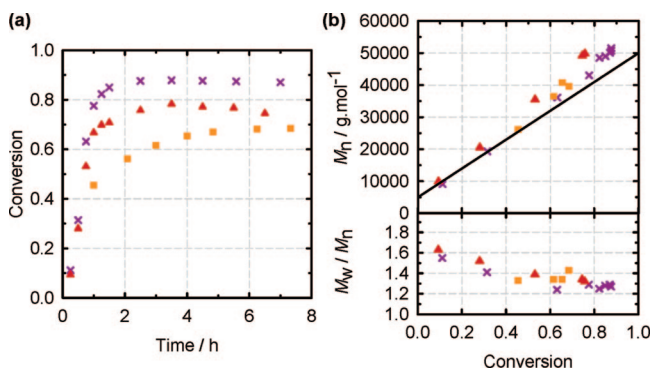 (a)
1.0
0.8
0.6
0.4
0.2
0.0
Conversion
0 2 4 6 8
Time / h
(b)
60000
50000
40000
30000
20000
10000
0
Mn / g.mol-1
1.8
1.6
1.4
1.2
1.0
Mw / Mn
0.0 0.2 0.4 0.6 0.8 1.0
Conversion